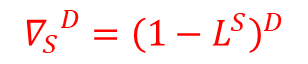 ∇_S^D = (1 − L^S)^D